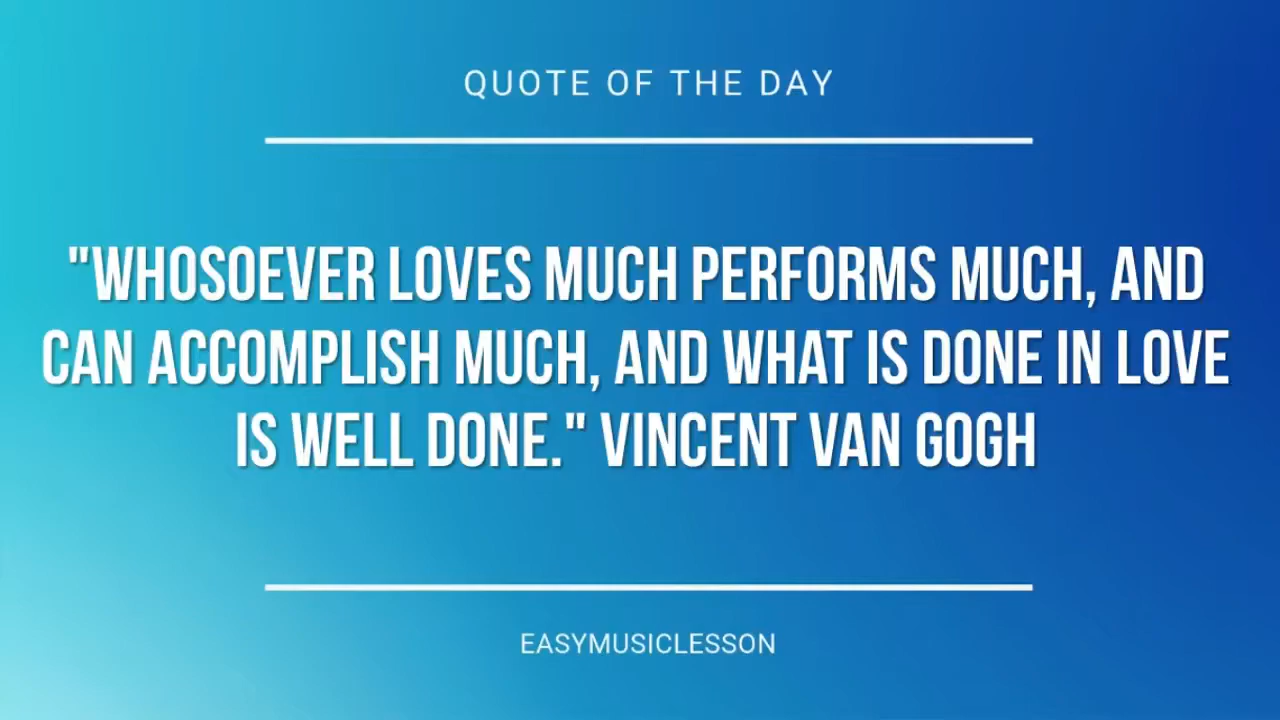 QUOTE OF THE DAY
"WHOSOEVER LOVES MUCH PERFORMS MUCH, AND
CAN ACCOMPLISH MUCH, AND WHAT IS DONE IN LOVE
IS WELL DONE." VINCENT VAN GOGH
EASYMUSICLESSON